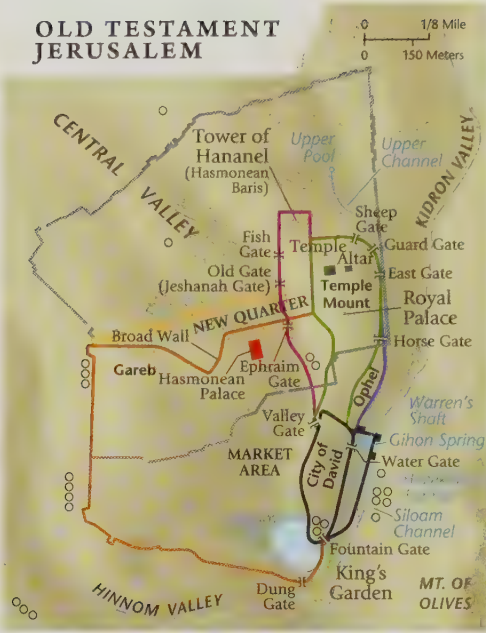 OLD TESTAMENT
JERUSALEM
0
1/8 Mile
0
150 Meters
CENTRAL
VALLEY
Tower of
Hananel
(Hasmonean
Baris)
Upper
Pool
Upper
Channel
KIDRON VALLEY
Sheep
Gate
Fish
Gate
Temple
Altar
Guard Gate
Old Gate
(Jeshanah Gate)
East Gate
Temple
Mount
Royal
Palace
NEW QUARTER
Broad Wall
Horse Gate
Gareb
Hasmonean
Palace
Ephraim
Gate
Ophel
Warren's
Shaft
Valley
Gate
Gihon Spring
MARKET
AREA
City of
David
Water Gate
Siloam
Channel
Fountain Gate
King's
Garden
Dung
Gate
HINNOM VALLEY
MT. OF
OLIVES